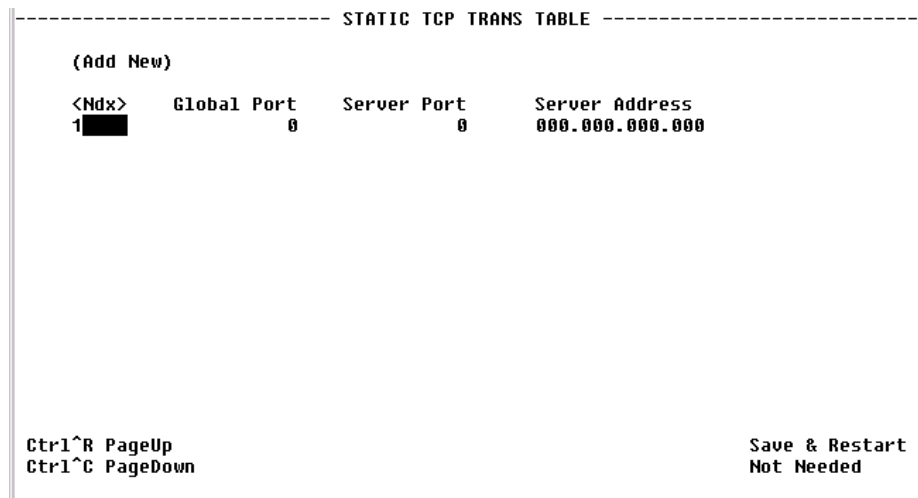 ---------------------------- STATIC TCP TRANS TABLE ----------------------------
(Add New)
<Ndx> Global Port Server Port Server Address
1 0 0 000.000.000.000
Ctrl^R PageUp Save & Restart
Ctrl^C PageDown Not Needed